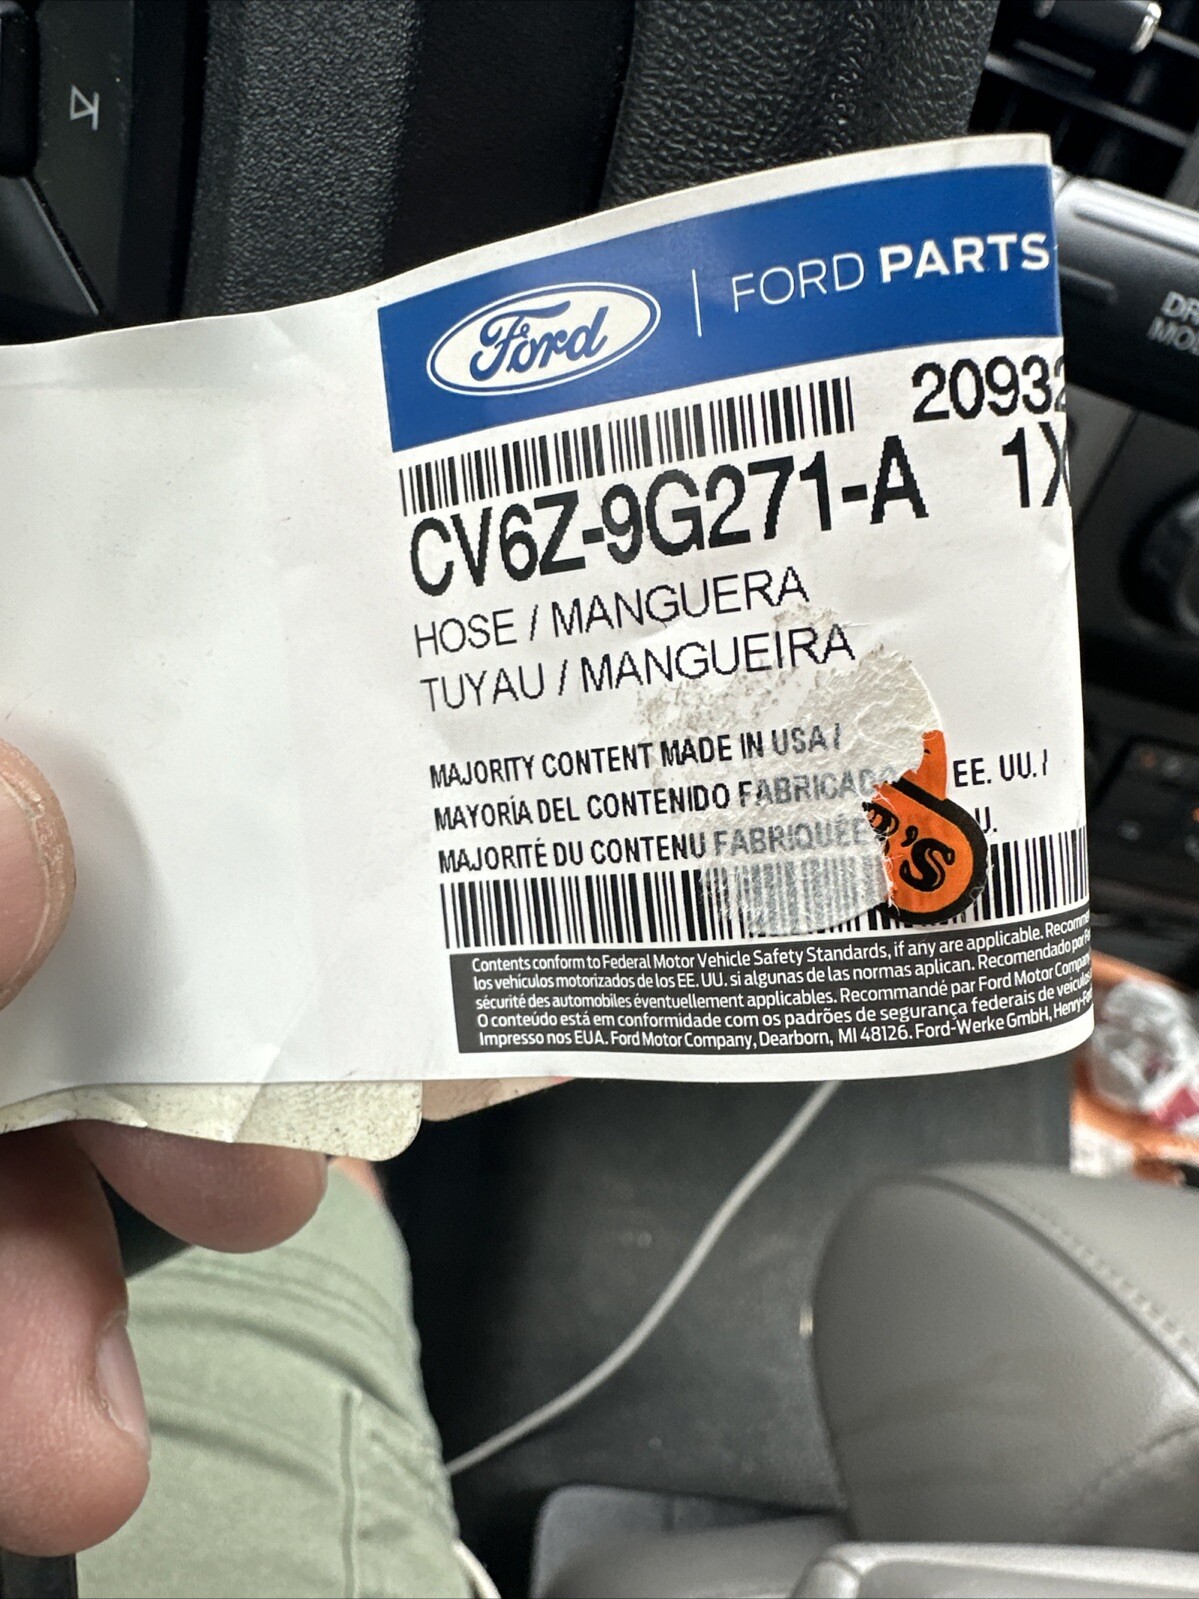 Ford | FORD PARTS
2093
CV6Z-9G271-A 1X
HOSE / MANGUERA
TUYAU / MANGUEIRA
MAJORITY CONTENT MADE IN USA /
MAYORÍA DEL CONTENIDO FABRICADO EE. UU. /
MAJORITÉ DU CONTENU FABRIQUÉE U.
'S
Contents conform to Federal Motor Vehicle Safety Standards, if any are applicable.
los vehículos motorizados de los EE. UU. si algunas de las normas aplican. Recomendado por
sécurité des automobiles éventuellement applicables. Recommandé par Ford Motor
O conteúdo está em conformidade com os padrões de segurança federais de
Impresso nos EUA. Ford Motor Company, Dearborn, MI 48126. Ford-Werke GmbH,